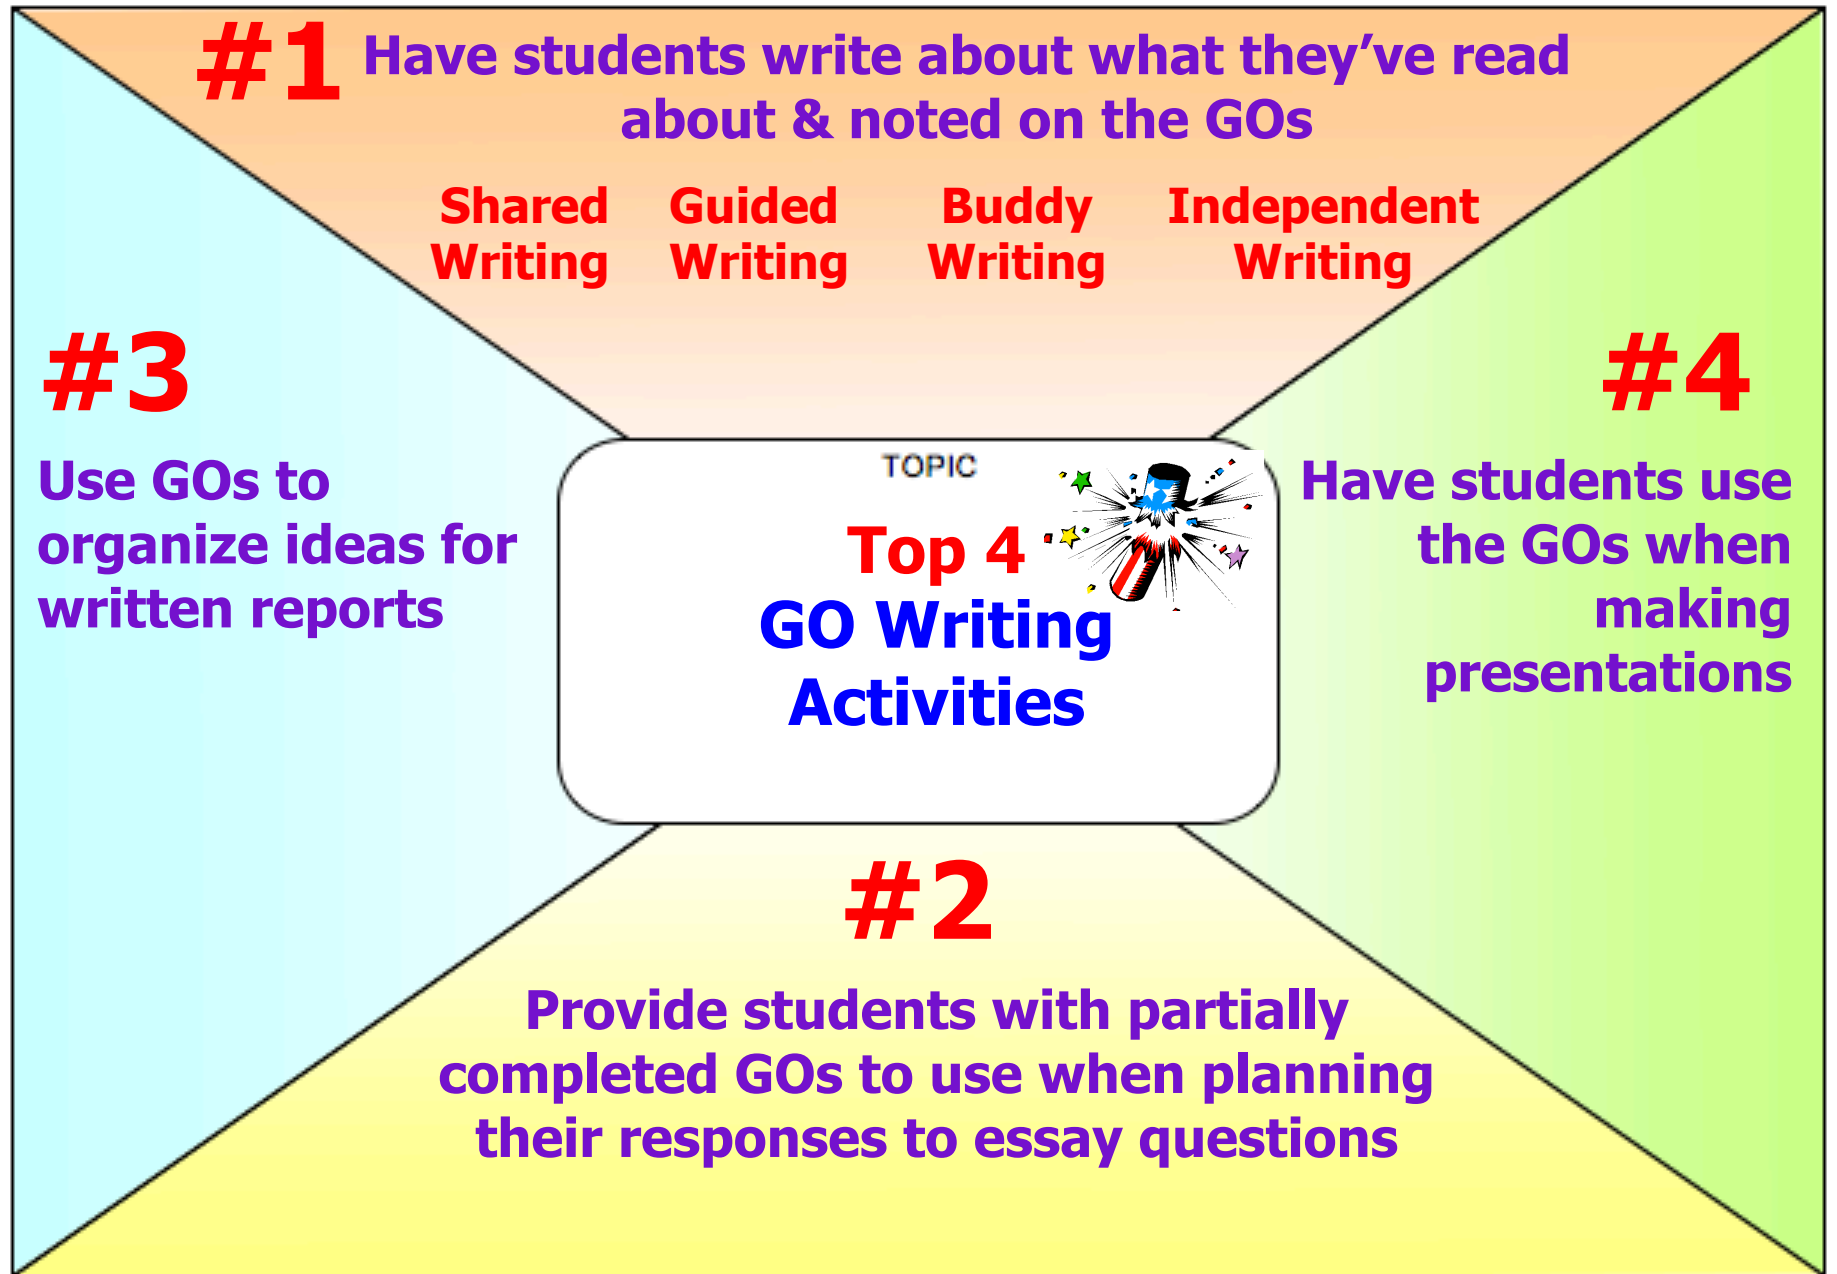 #1 Have students write about what they’ve read
about & noted on the GOs
Shared Guided Buddy Independent
Writing Writing Writing Writing
#3
Use GOs to
organize ideas for
written reports
#4
Have students use
the GOs when
making
presentations
TOPIC
Top 4
GO Writing
Activities
#2
Provide students with partially
completed GOs to use when planning
their responses to essay questions